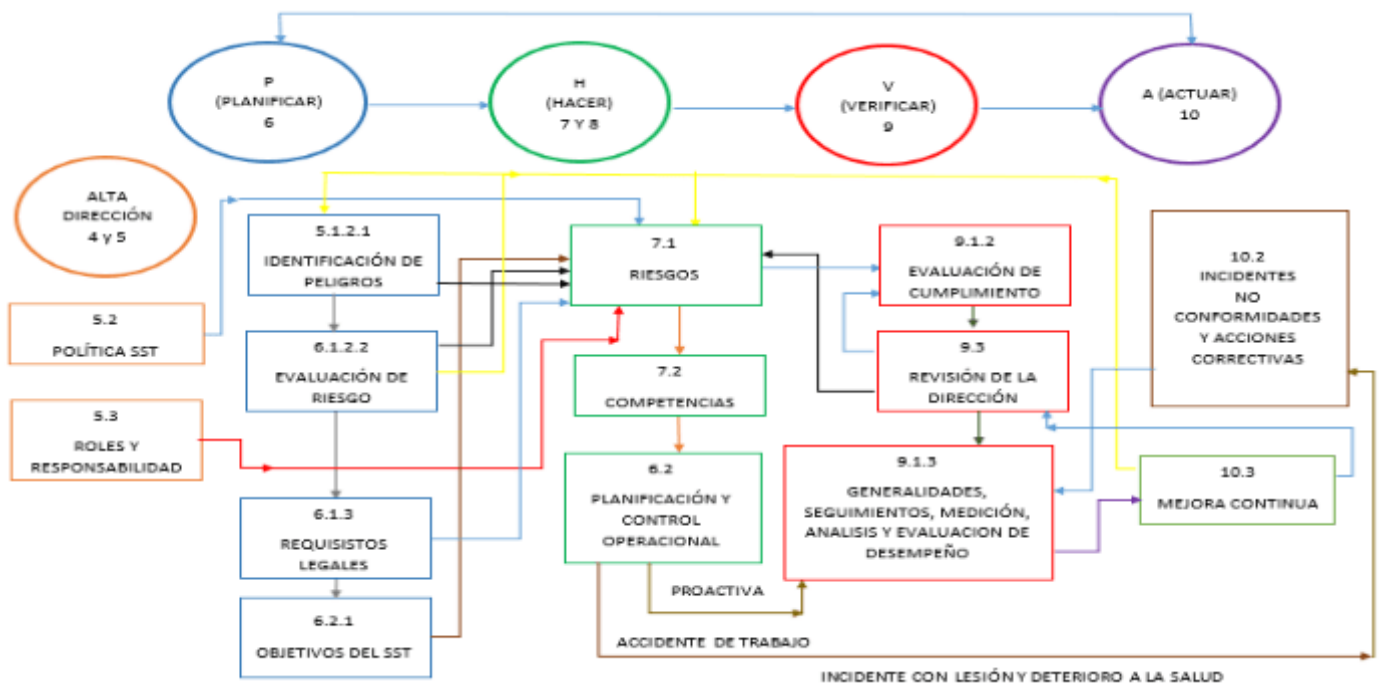 P
(PLANIFICAR)
6
H
(HACER)
7 Y 8
V
(VERIFICAR)
9
A (ACTUAR)
10
ALTA
DIRECCIÓN
4 y 5
5.2
POLÍTICA SST
5.3
ROLES Y
RESPONSABILIDAD
5.1.2.1
IDENTIFICACIÓN DE
PELIGROS
6.1.2.2
EVALUACIÓN DE
RIESGO
6.1.3
REQUISISTOS
LEGALES
6.2.1
OBJETIVOS DEL SST
7.1
RIESGOS
7.2
COMPETENCIAS
6.2
PLANIFICACIÓN Y
CONTROL
OPERACIONAL
PROACTIVA
ACCIDENTE DE TRABAJO
INCIDENTE CON LESIÓN Y DETERIORO A LA SALUD
9.1.2
EVALUACIÓN DE
CUMPLIMIENTO
9.3
REVISIÓN DE LA
DIRECCIÓN
9.1.3
GENERALIDADES,
SEGUIMIENTOS, MEDICIÓN,
ANALISIS Y EVALUACION DE
DESEMPEÑO
10.2
INCIDENTES
NO
CONFORMIDADES
Y ACCIONES
CORRECTIVAS
10.3
MEJORA CONTINUA